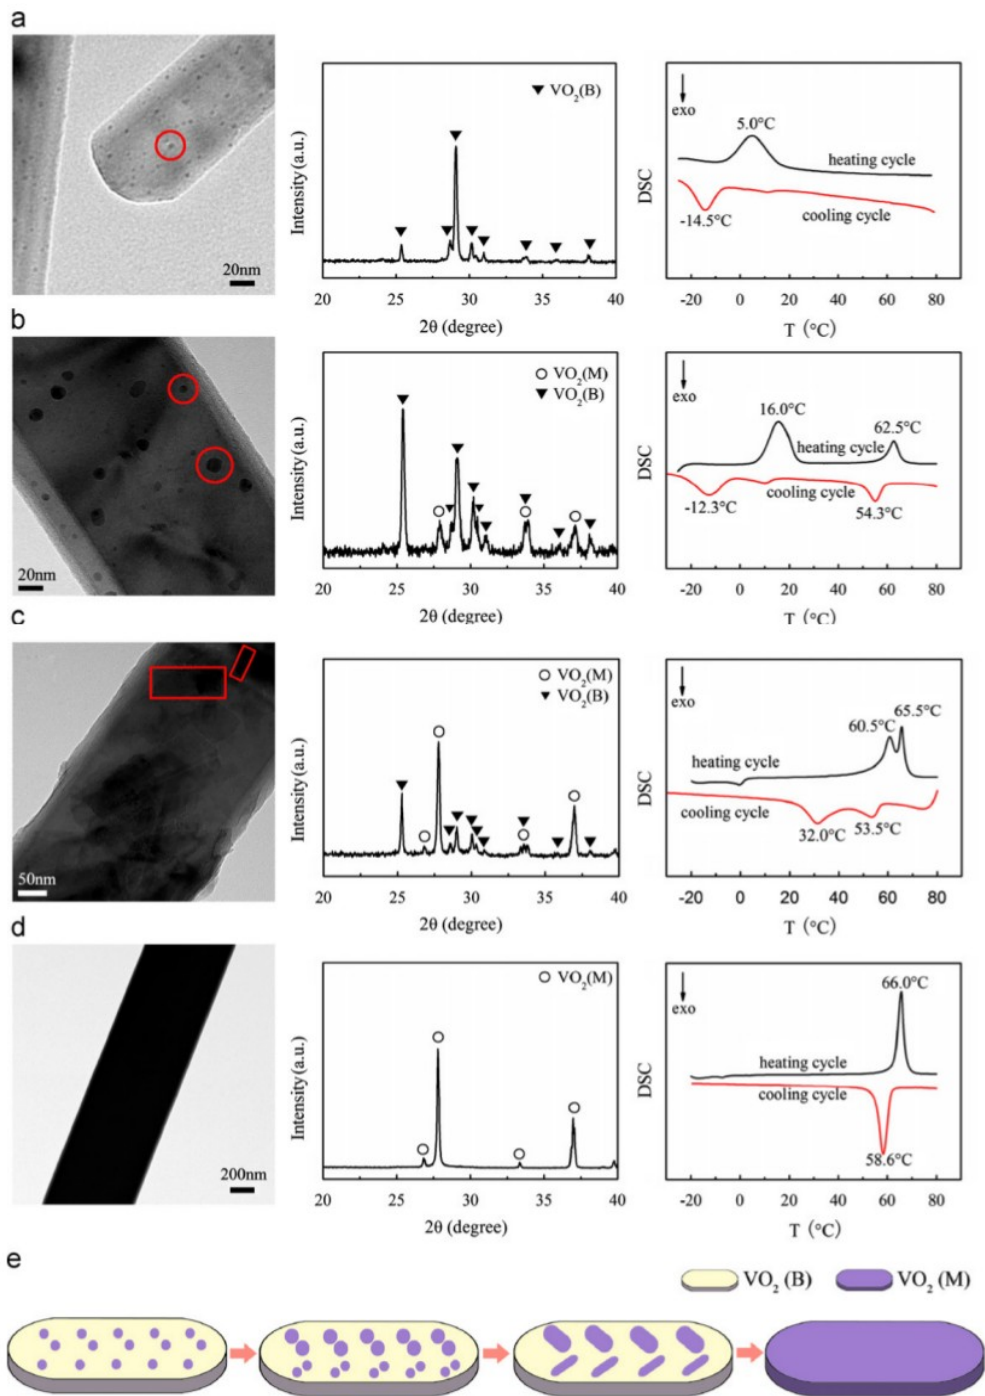 a
20nm
Intensity (a.u.)
▼ VO₂(B)
20 25 30 35 40
2θ (degree)
DSC
exo
5.0°C
heating cycle
-14.5°C
cooling cycle
-20 0 20 40 60 80
T (°C)
b
20nm
Intensity (a.u.)
○ VO₂(M)
▼ VO₂(B)
20 25 30 35 40
2θ (degree)
DSC
exo
16.0°C
62.5°C
heating cycle
cooling cycle
-12.3°C
54.3°C
-20 0 20 40 60 80
T (°C)
c
50nm
Intensity (a.u.)
○ VO₂(M)
▼ VO₂(B)
20 25 30 35 40
2θ (degree)
DSC
exo
65.5°C
60.5°C
heating cycle
cooling cycle
32.0°C
53.5°C
-20 0 20 40 60 80
T (°C)
d
200nm
Intensity (a.u.)
○ VO₂(M)
20 25 30 35 40
2θ (degree)
DSC
exo
66.0°C
heating cycle
cooling cycle
58.6°C
-20 0 20 40 60 80
T (°C)
e
VO₂ (B)
VO₂ (M)